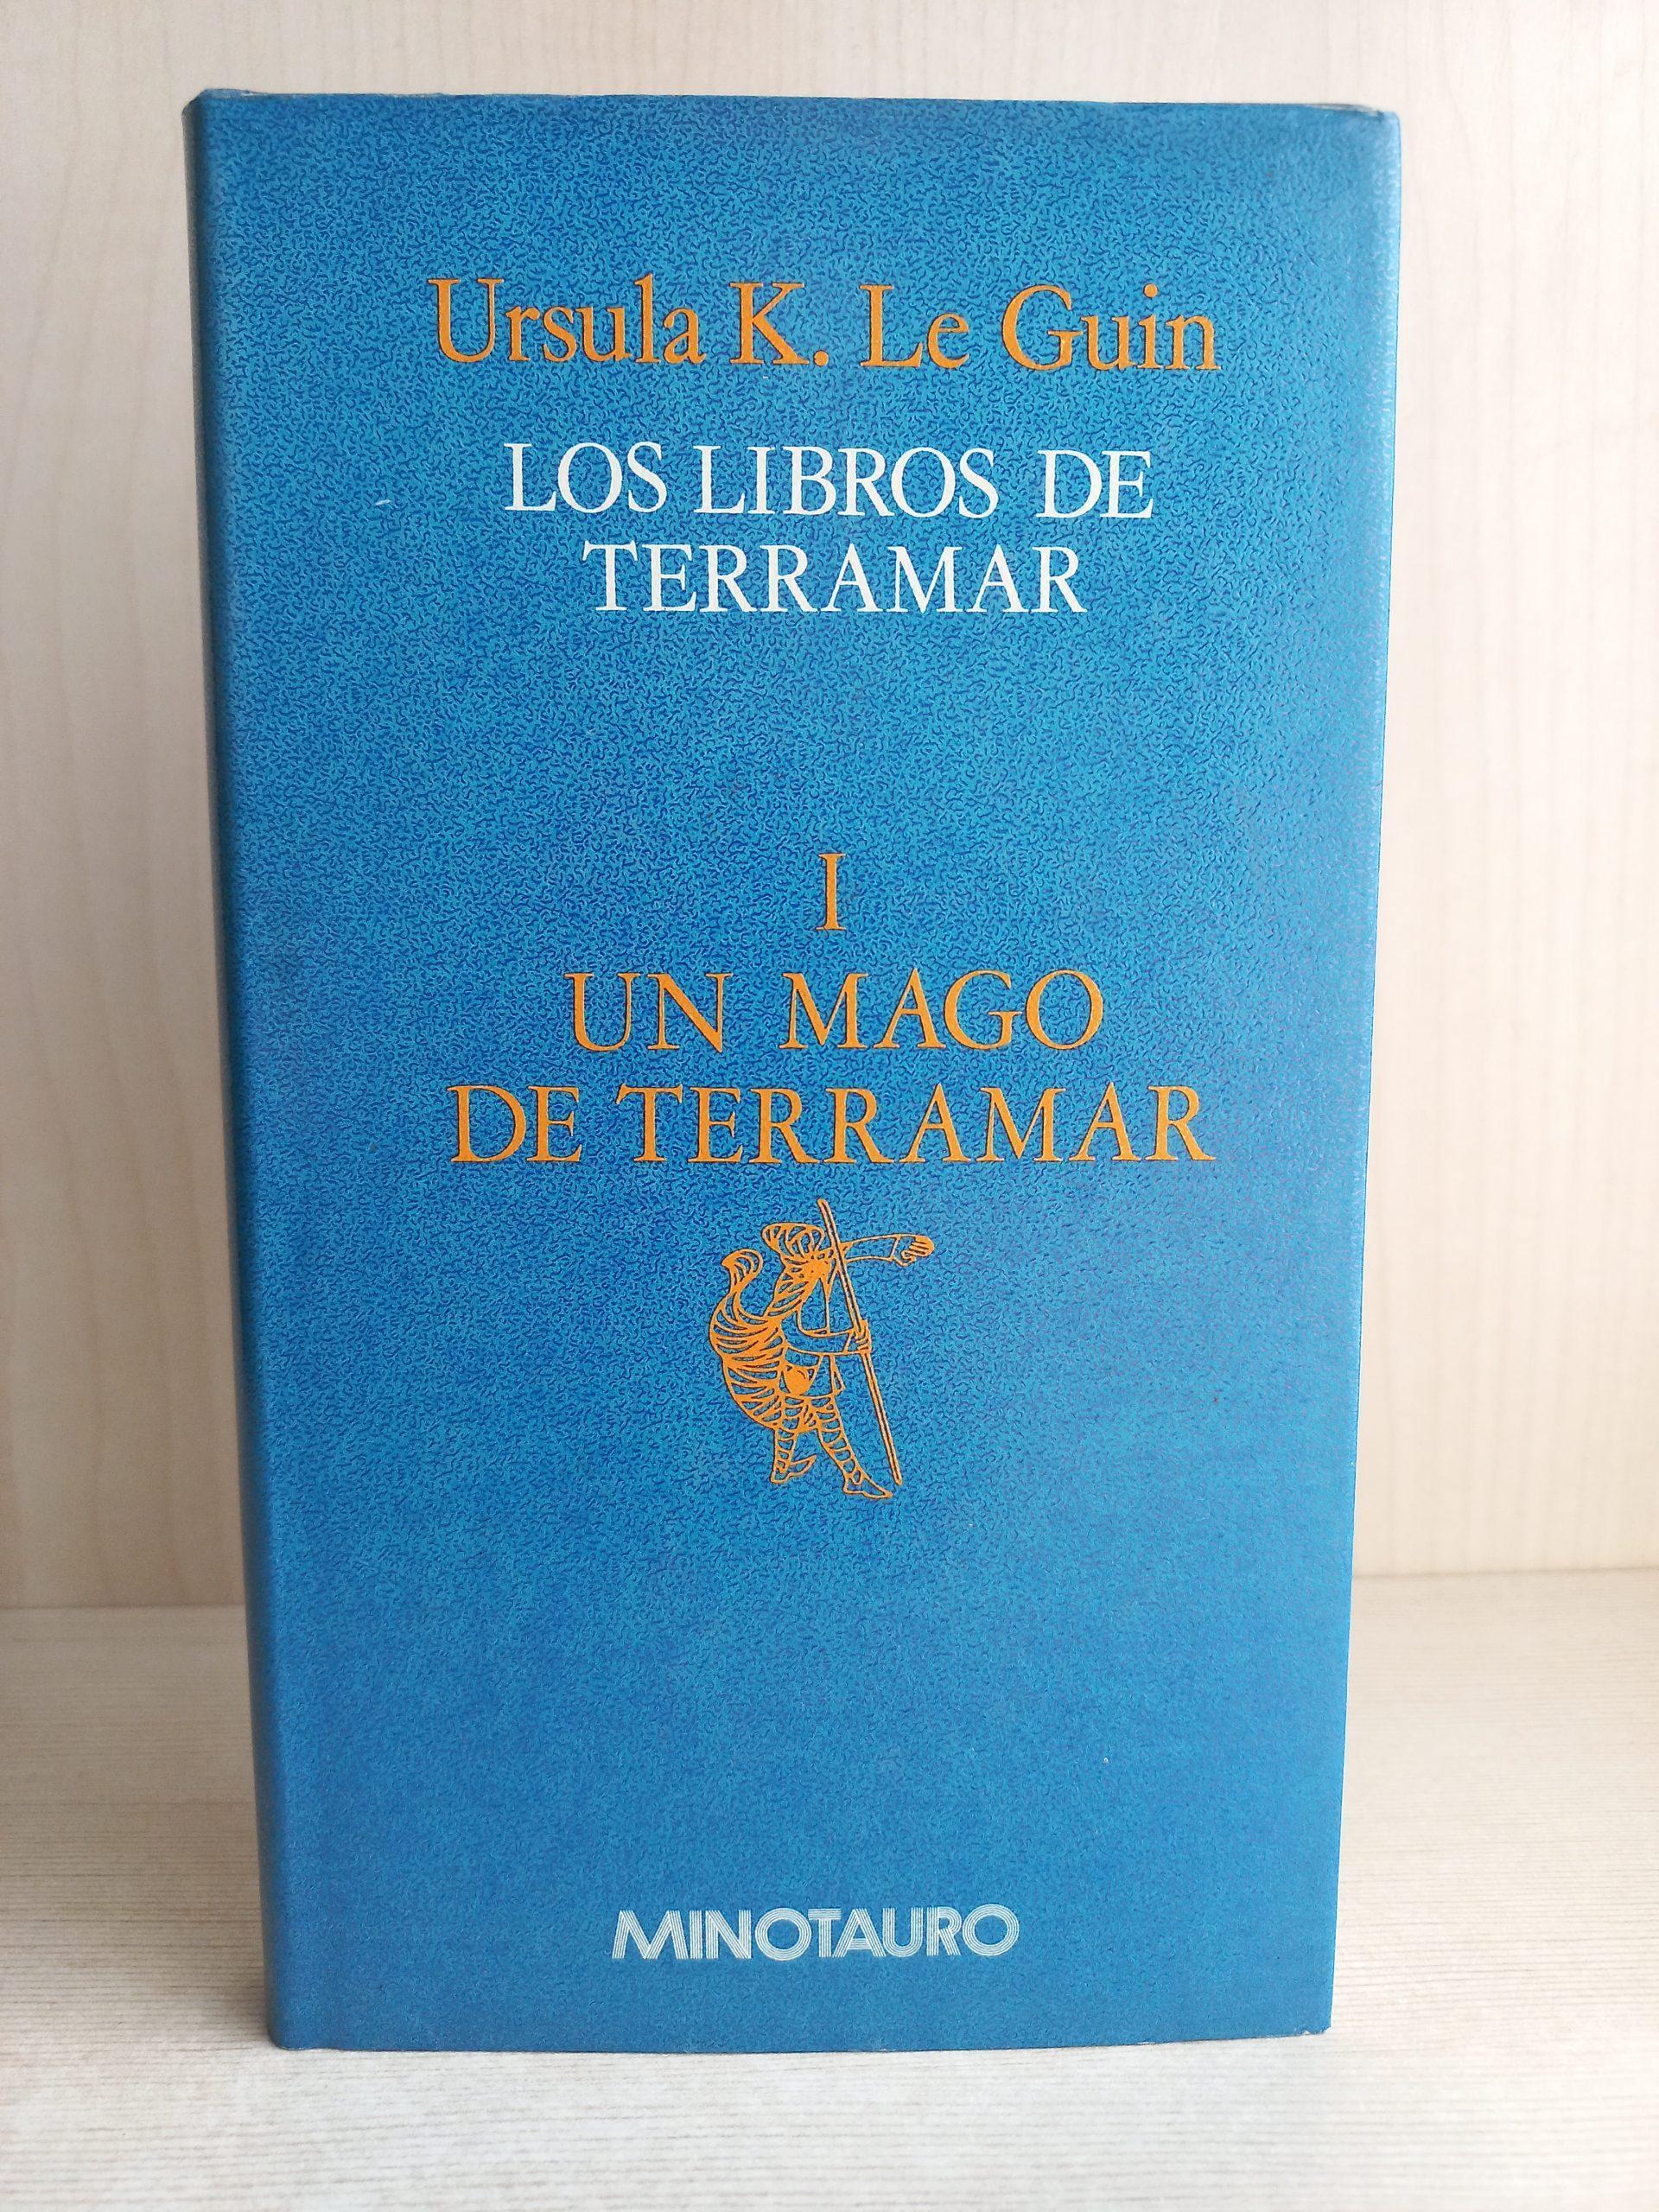 Ursula K. Le Guin
LOS LIBROS DE
TERRAMAR
I
UN MAGO
DE TERRAMAR
MINOTAURO